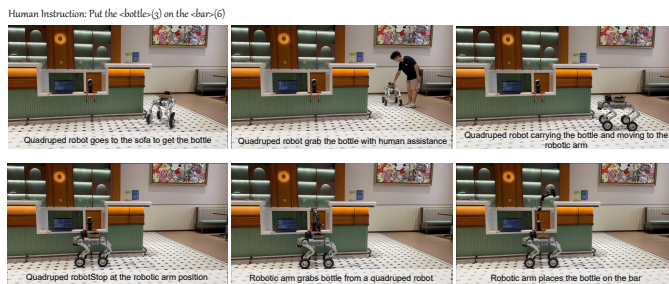 Human Instruction: Put the <bottle>(3) on the <bar>(6)
Quadruped robot goes to the sofa to get the bottle
Quadruped robot grab the bottle with human assistance
Quadruped robot carrying the bottle and moving to the
robotic arm
Quadruped robotStop at the robotic arm position
Robotic arm grabs bottle from a quadruped robot
Robotic arm places the bottle on the bar